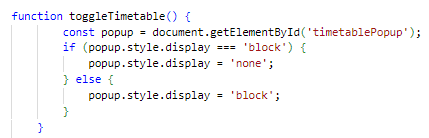 function toggleTimetable() {
const popup = document.getElementById('timetablePopup');
if (popup.style.display === 'block') {
popup.style.display = 'none';
} else {
popup.style.display = 'block';
}
}